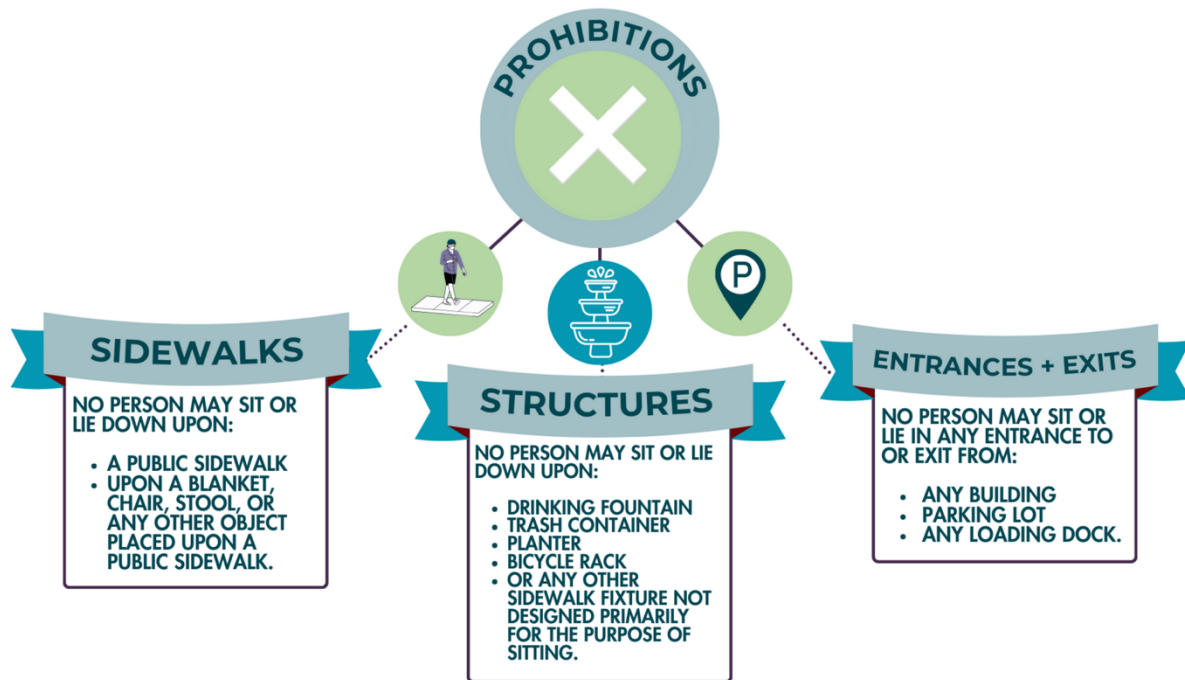 PROHIBITIONS
P
SIDEWALKS
NO PERSON MAY SIT OR
LIE DOWN UPON:
• A PUBLIC SIDEWALK
• UPON A BLANKET,
CHAIR, STOOL, OR
ANY OTHER OBJECT
PLACED UPON A
PUBLIC SIDEWALK.
STRUCTURES
NO PERSON MAY SIT OR LIE
DOWN UPON:
• DRINKING FOUNTAIN
• TRASH CONTAINER
• PLANTER
• BICYCLE RACK
• OR ANY OTHER
SIDEWALK FIXTURE NOT
DESIGNED PRIMARILY
FOR THE PURPOSE OF
SITTING.
ENTRANCES + EXITS
NO PERSON MAY SIT OR
LIE IN ANY ENTRANCE TO
OR EXIT FROM:
• ANY BUILDING
• PARKING LOT
• ANY LOADING DOCK.